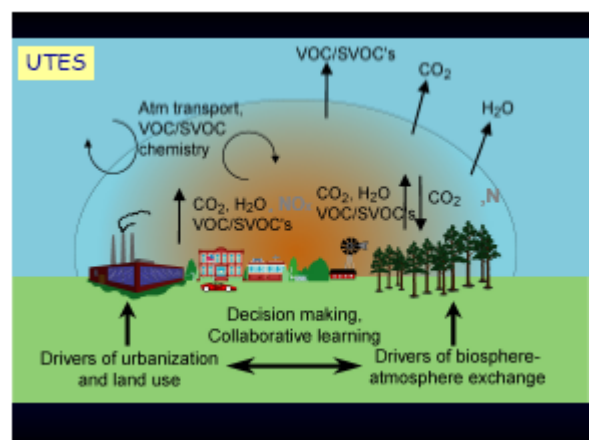 UTES
VOC/SVOC's
CO₂
H₂O
Atm transport,
VOC/SVOC
chemistry
CO₂, H₂O
VOC/SVOC's
CO₂, H₂O
VOC/SVOC's
CO₂
,N
Decision making,
Collaborative learning
Drivers of urbanization
and land use
Drivers of biosphere-
atmosphere exchange